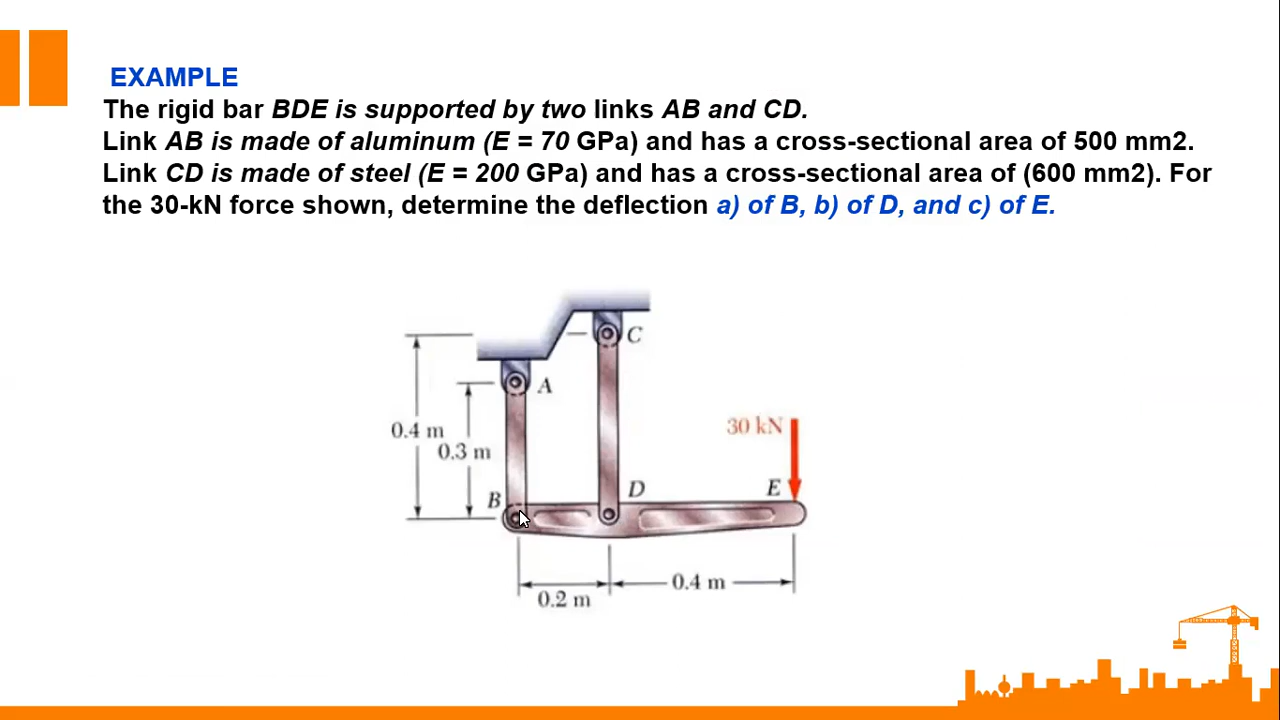 EXAMPLE
The rigid bar BDE is supported by two links AB and CD.
Link AB is made of aluminum (E = 70 GPa) and has a cross-sectional area of 500 mm2.
Link CD is made of steel (E = 200 GPa) and has a cross-sectional area of (600 mm2). For
the 30-kN force shown, determine the deflection a) of B, b) of D, and c) of E.
C
A
30 kN
0.4 m
0.3 m
B
D
E
0.4 m
0.2 m